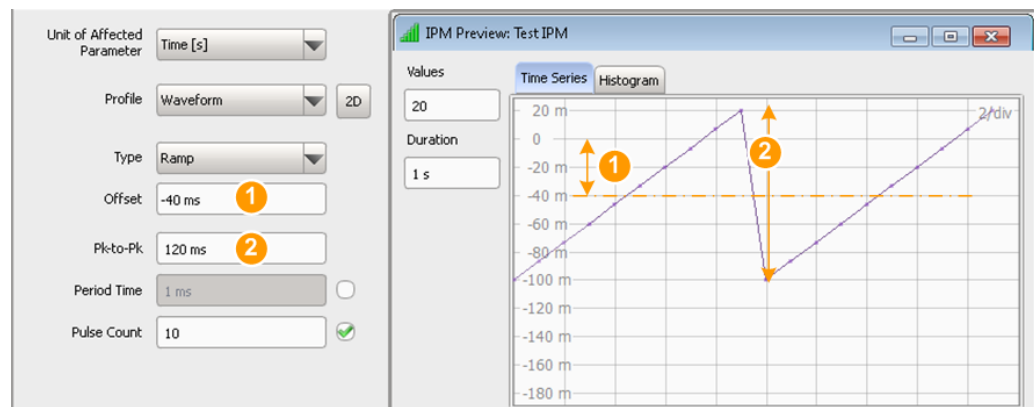 Unit of Affected
Parameter
Time [s]
Profile
Waveform
2D
Type
Ramp
Offset
-40 ms
1
Pk-to-Pk
120 ms
2
Period Time
1 ms
Pulse Count
10
IPM Preview: Test IPM
Values
20
Duration
1 s
Time Series
Histogram
20 m
2/div
0
-20 m
-40 m
-60 m
-80 m
-100 m
-120 m
-140 m
-160 m
-180 m
1
2